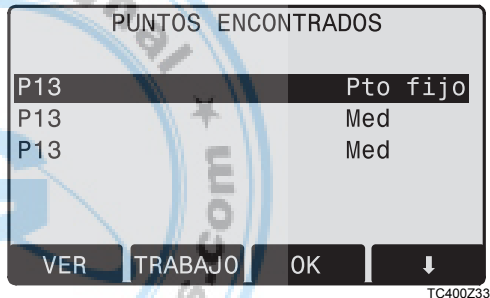 PUNTOS ENCONTRADOS
P13 Pto fijo
P13 Med
P13 Med
VER TRABAJO OK ⬇
TC400Z33